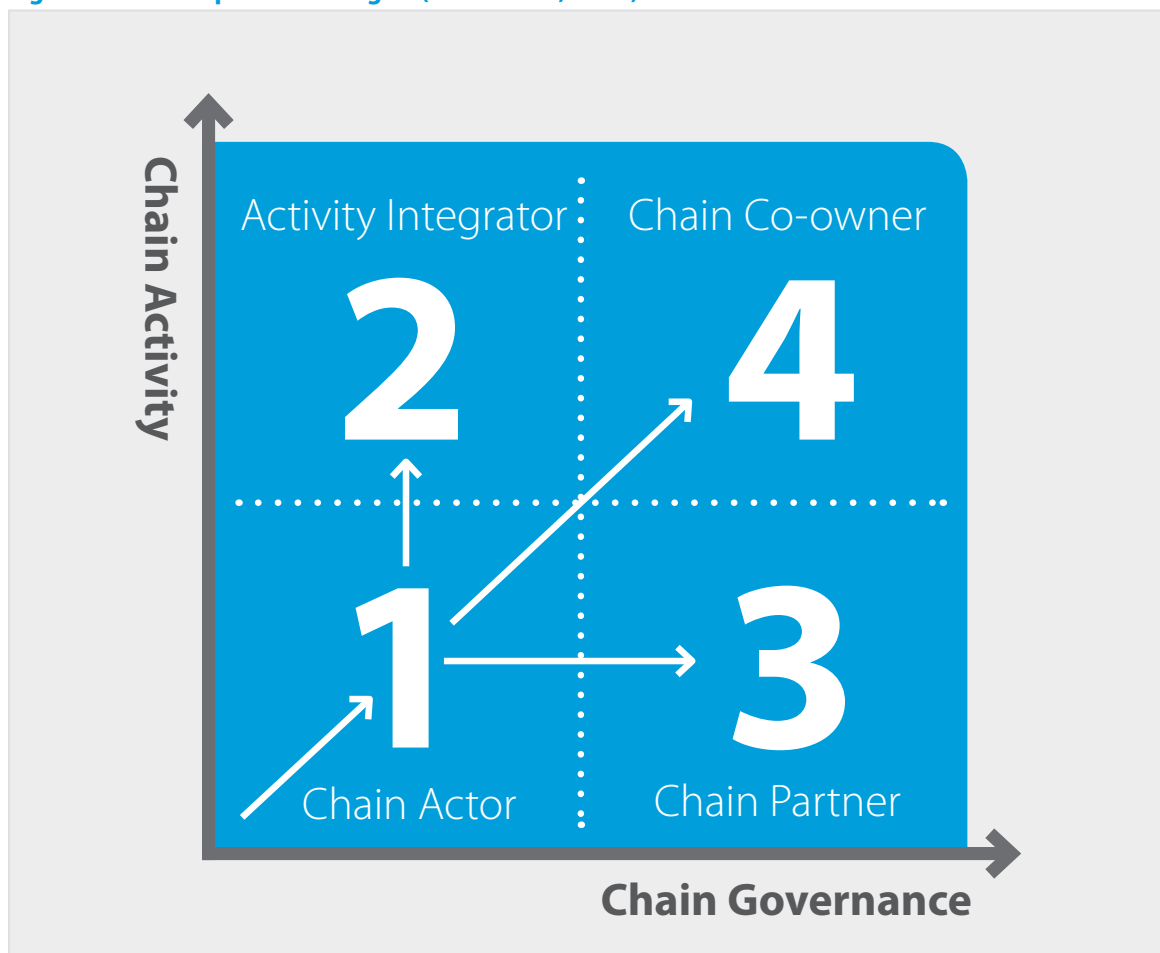 Chain Activity
Activity Integrator
Chain Co-owner
2
4
1
3
Chain Actor
Chain Partner
Chain Governance